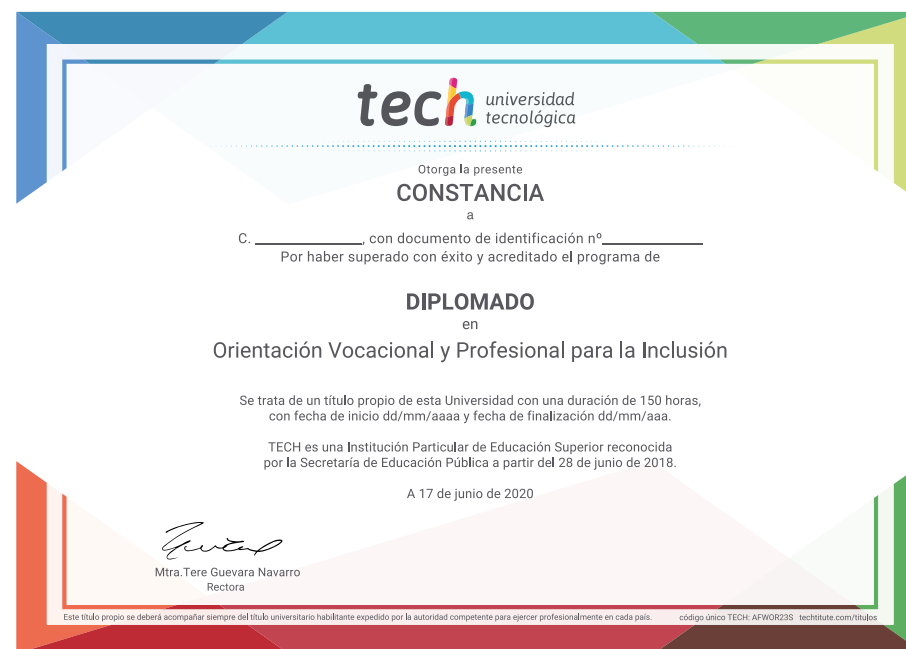 tech universidad
tecnológica
Otorga la presente
CONSTANCIA
a
C. ______________, con documento de identificación nº_____________
Por haber superado con éxito y acreditado el programa de
DIPLOMADO
en
Orientación Vocacional y Profesional para la Inclusión
Se trata de un título propio de esta Universidad con una duración de 150 horas,
con fecha de inicio dd/mm/aaaa y fecha de finalización dd/mm/aaa.
TECH es una Institución Particular de Educación Superior reconocida
por la Secretaría de Educación Pública a partir del 28 de junio de 2018.
A 17 de junio de 2020
Mtra.Tere Guevara Navarro
Rectora
Este título propio se deberá acompañar siempre del título universitario habilitante expedido por la autoridad competente para ejercer profesionalmente en cada país. código único TECH: AFWOR23S techtitute.com/titulos